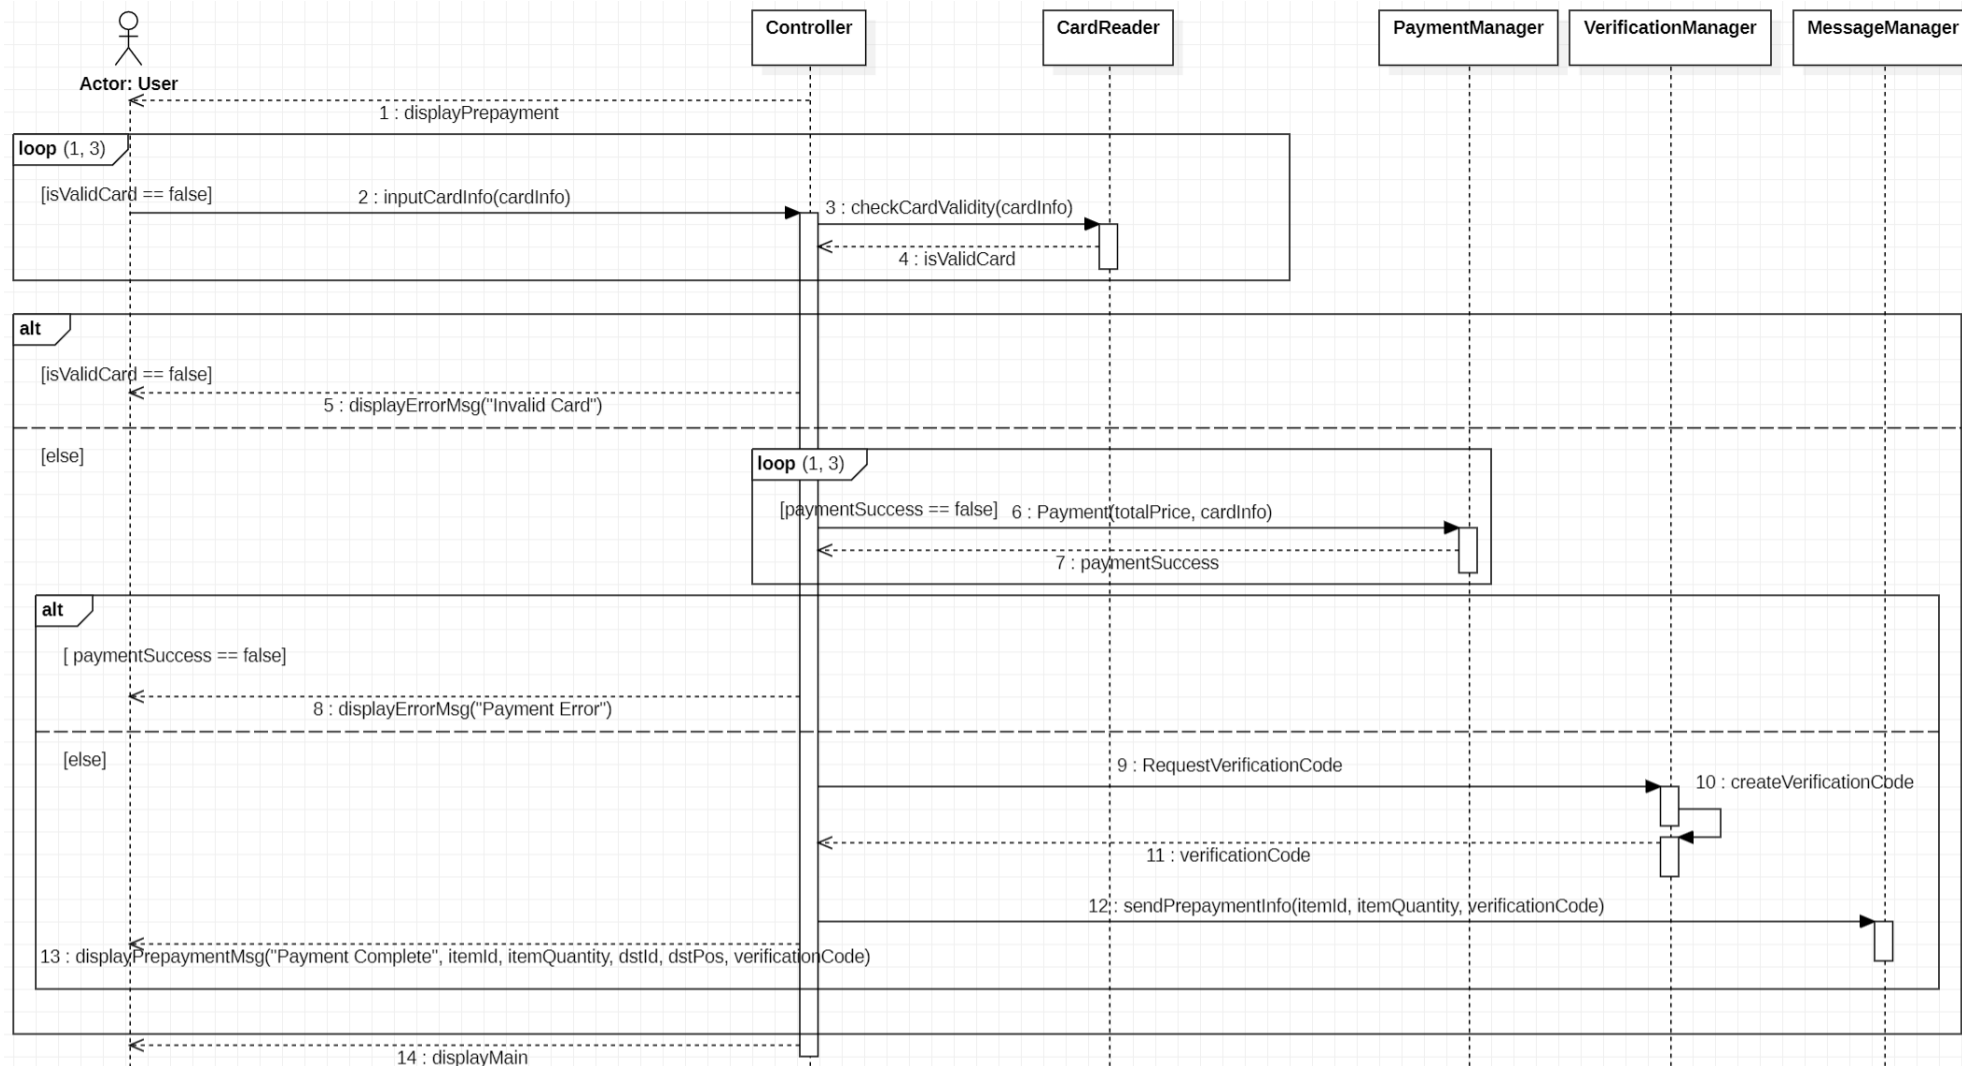 Actor: User
Controller
CardReader
PaymentManager
VerificationManager
MessageManager
1 : displayPrepayment
loop (1, 3)
[isValidCard == false]
2 : inputCardInfo(cardInfo)
3 : checkCardValidity(cardInfo)
4 : isValidCard
alt
[isValidCard == false]
5 : displayErrorMsg("Invalid Card")
[else]
loop (1, 3)
[paymentSuccess == false]
6 : Payment(totalPrice, cardInfo)
7 : paymentSuccess
alt
[ paymentSuccess == false]
8 : displayErrorMsg("Payment Error")
[else]
9 : RequestVerificationCode
10 : createVerificationCode
11 : verificationCode
12 : sendPrepaymentInfo(itemId, itemQuantity, verificationCode)
13 : displayPrepaymentMsg("Payment Complete", itemId, itemQuantity, dstId, dstPos, verificationCode)
14 : displayMain